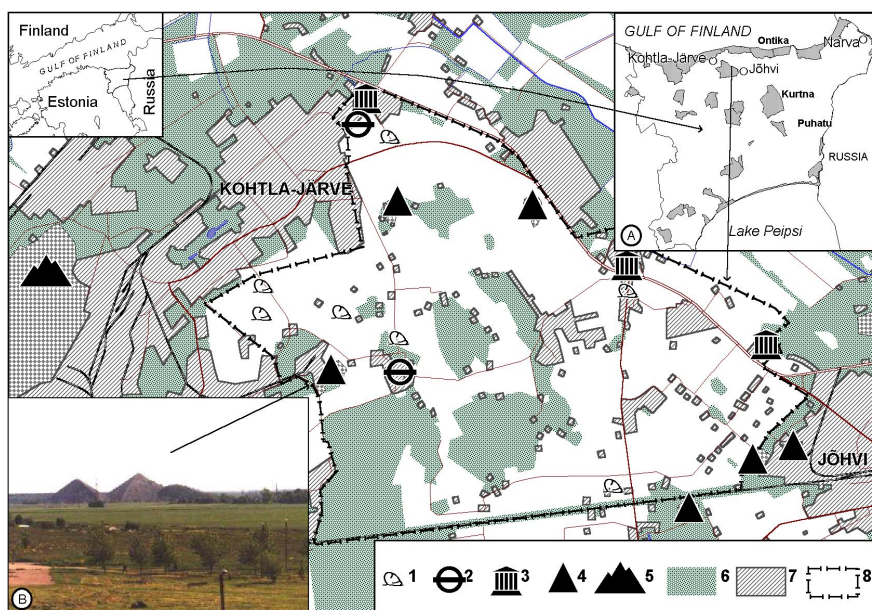 Finland
GULF OF FINLAND
Estonia
Russia
GULF OF FINLAND
Ontika
Narva
Kohtla-Järve
Jõhvi
Kurtna
Puhatu
RUSSIA
Lake Peipsi
A
KOHTLA-JÄRVE
JÕHVI
B
1 2 3 4 5 6 7 8